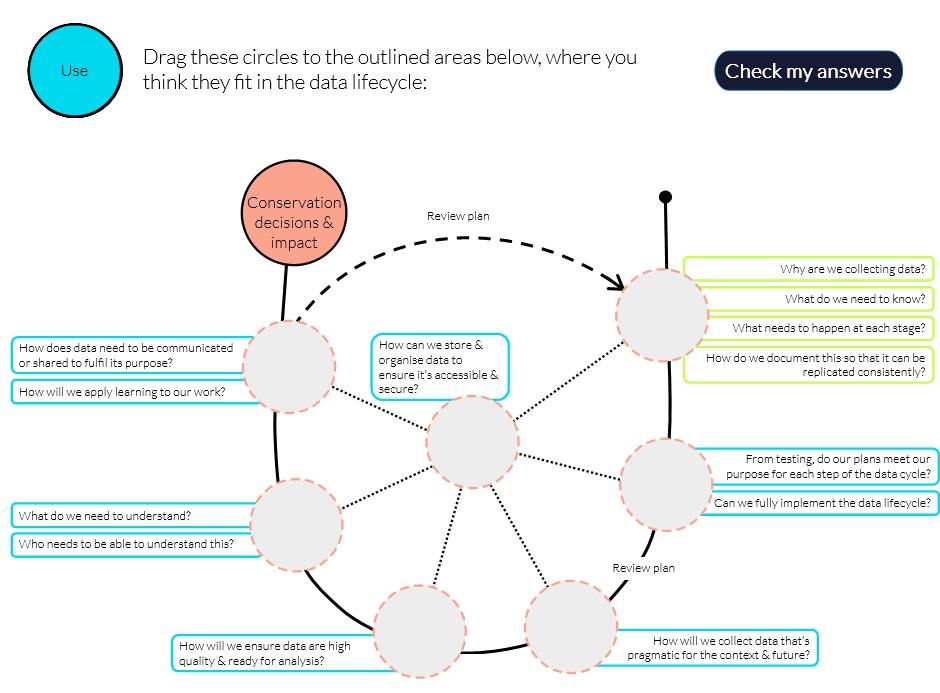 Use
Drag these circles to the outlined areas below, where you
think they fit in the data lifecycle:
Check my answers
Conservation
decisions &
impact
Review plan
Why are we collecting data?
What do we need to know?
What needs to happen at each stage?
How do we document this so that it can be
replicated consistently?
How does data need to be communicated
or shared to fulfil its purpose?
How will we apply learning to our work?
How can we store &
organise data to
ensure it's accessible &
secure?
From testing, do our plans meet our
purpose for each step of the data cycle?
Can we fully implement the data lifecycle?
What do we need to understand?
Who needs to be able to understand this?
Review plan
How will we ensure data are high
quality & ready for analysis?
How will we collect data that's
pragmatic for the context & future?